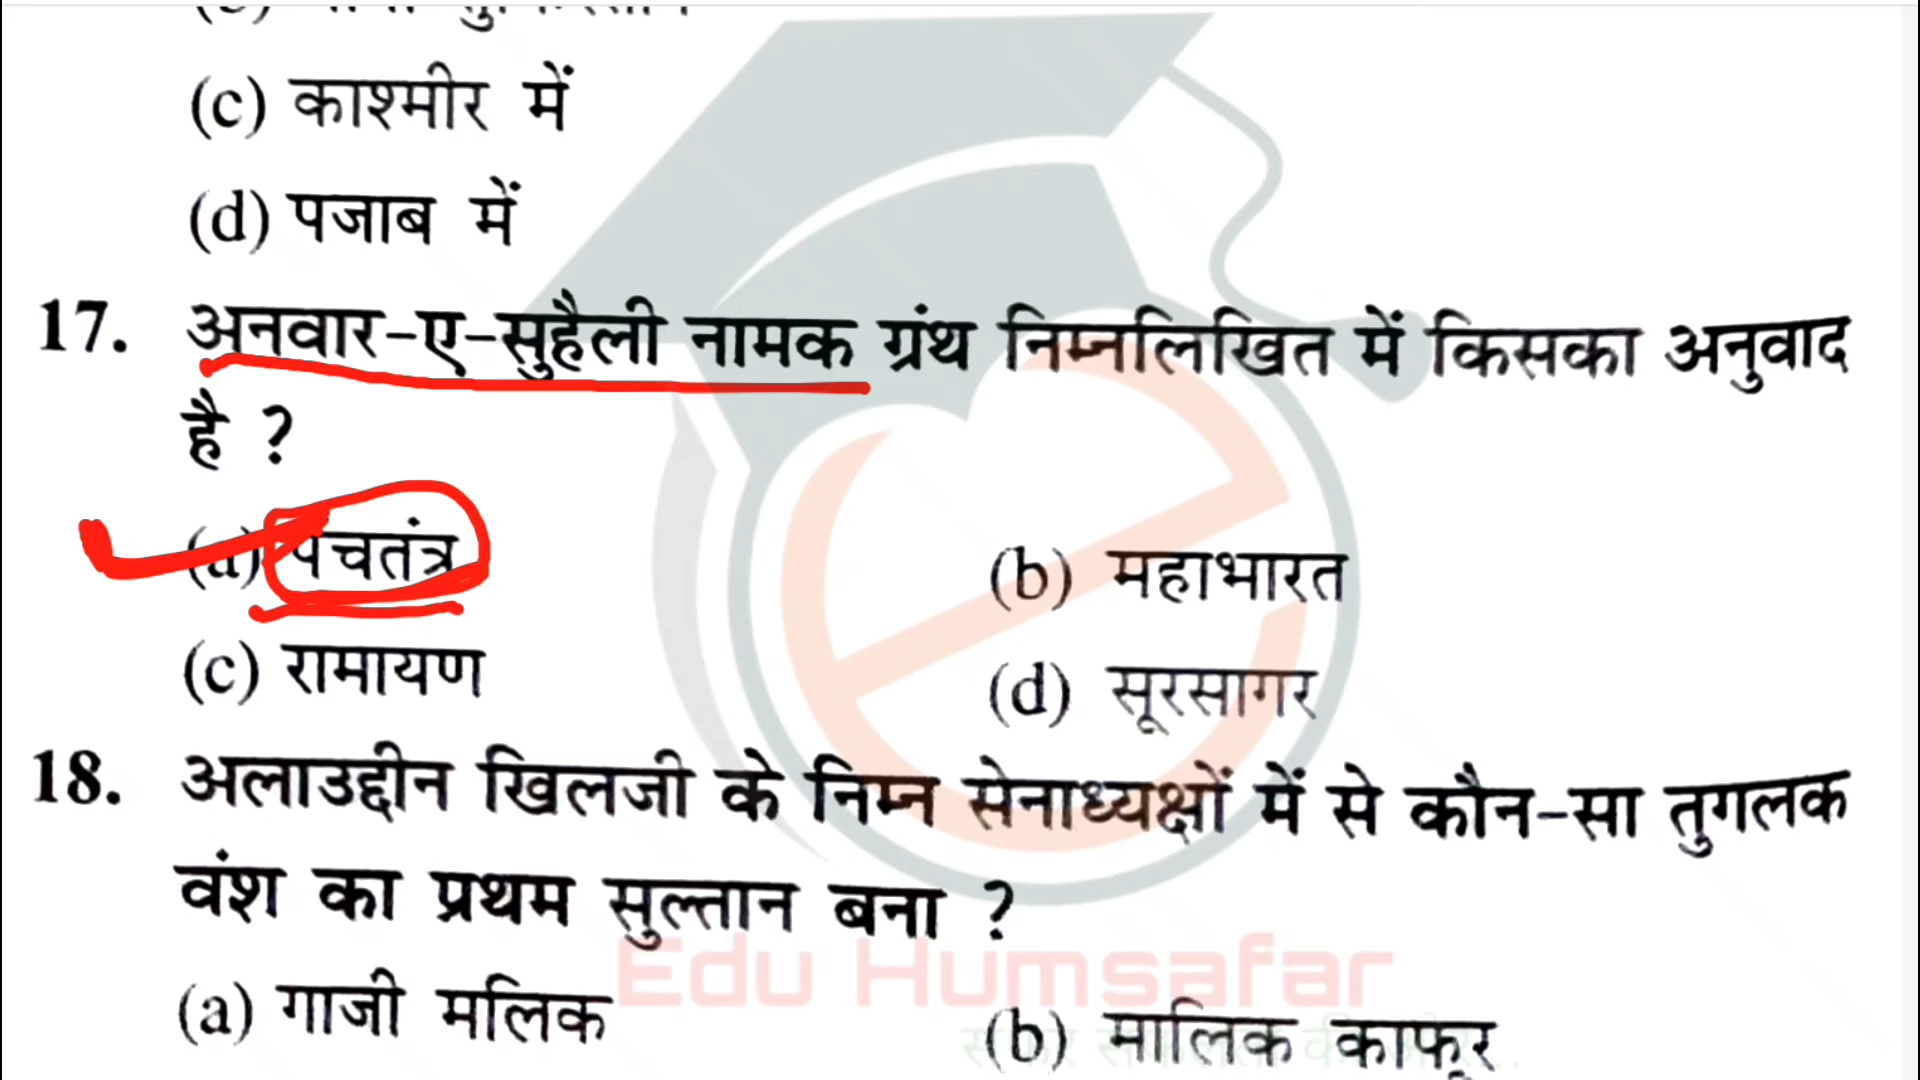 (c) काश्मीर में
(d) पजाब में
17. अनवार-ए-सुहैली नामक ग्रंथ निम्नलिखित में किसका अनुवाद
है ?
(a) पंचतंत्र (b) महाभारत
(c) रामायण (d) सूरसागर
18. अलाउद्दीन खिलजी के निम्न सेनाध्यक्षों में से कौन-सा तुगलक
वंश का प्रथम सुल्तान बना ?
Edu Humsafar
(a) गाजी मलिक (b) मालिक काफूर